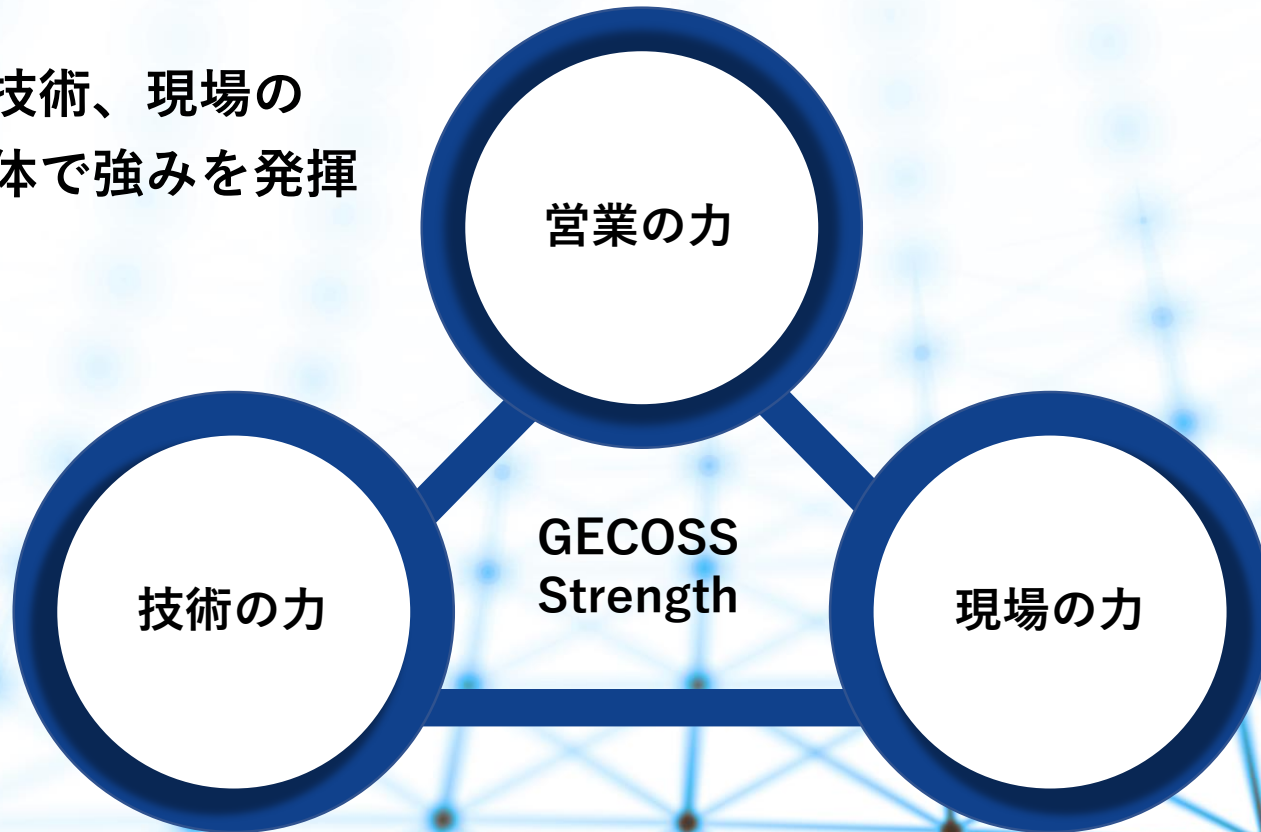 技術、現場の
体で強みを発揮
営業の力
GECOSS
Strength
技術の力
現場の力